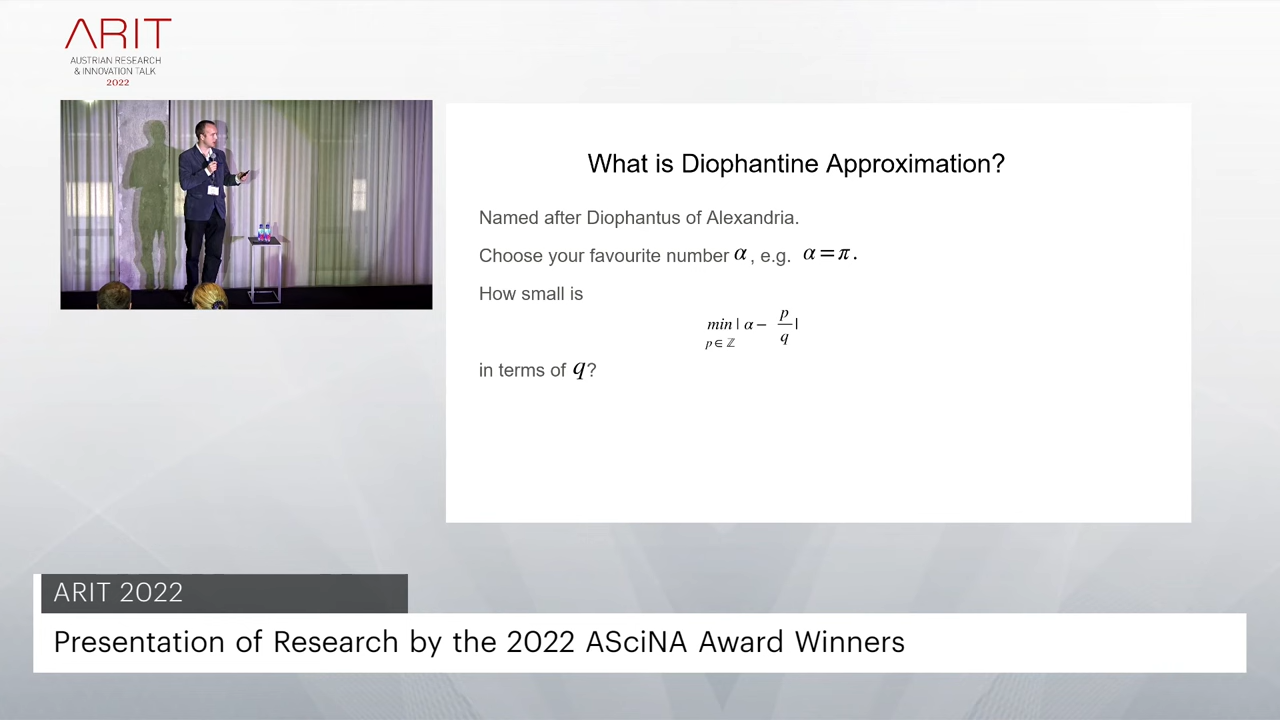 ARIT
AUSTRIAN RESEARCH
& INNOVATION TALK
2022
What is Diophantine Approximation?
Named after Diophantus of Alexandria.
Choose your favourite number α, e.g. α=π.
How small is
min | α − p/q |
p∈ℤ
in terms of q?
ARIT 2022
Presentation of Research by the 2022 ASciNA Award Winners